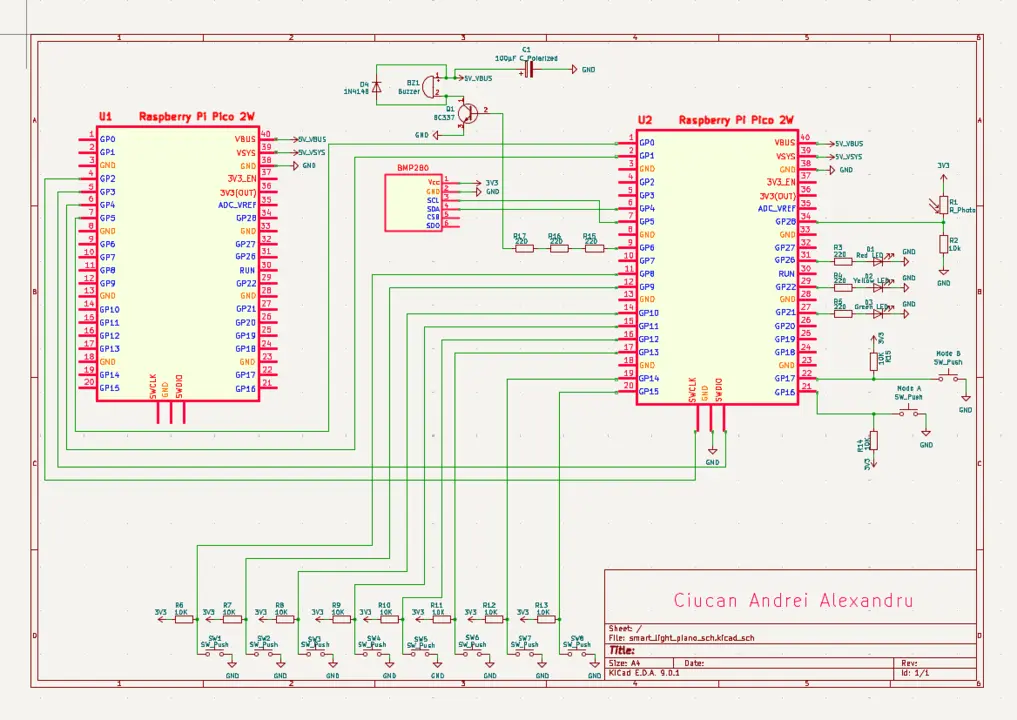 1 2 3 4 5 6
C1
100µF C_Polarized
GND
D4
1N4148
BZ1
Buzzer
1
2
5V_VBUS
Q1
BC337
1
2
3
GND
U1 Raspberry Pi Pico 2W
1 GP0
2 GP1
3 GND
4 GP2
5 GP3
6 GP4
7 GP5
8 GND
9 GP6
10 GP7
11 GP8
12 GP9
13 GND
14 GP10
15 GP11
16 GP12
17 GP13
18 GND
19 GP14
20 GP15
VBUS 40 5V_VBUS
VSYS 39 5V_VSYS
GND 38 GND
3V3_EN 37
3V3(OUT) 36
ADC_VREF 35
GP28 34
GND 33
GP27 32
GP26 31
RUN 30
GP22 29
GND 28
GP21 27
GP20 26
GP19 25
GP18 24
GND 23
GP17 22
GP16 21
SWCLK
GND
SWDIO
BMP280
Vcc 1 3V3
GND 2 GND
SCL 3
SDA 4
CSB 5
SDO 6
R17 R16 R15
220 220 220
U2 Raspberry Pi Pico 2W
1 GP0
2 GP1
3 GND
4 GP2
5 GP3
6 GP4
7 GP5
8 GND
9 GP6
10 GP7
11 GP8
12 GP9
13 GND
14 GP10
15 GP11
16 GP12
17 GP13
18 GND
19 GP14
20 GP15
VBUS 40 5V_VBUS
VSYS 39 5V_VSYS
GND 38 GND
3V3_EN 37
3V3(OUT) 36
ADC_VREF 35
GP28 34
GND 33
GP27 32
GP26 31
RUN 30
GP22 29
GND 28
GP21 27
GP20 26
GP19 25
GP18 24
GND 23
GP17 22
GP16 21
SWCLK
GND
SWDIO
GND
3V3
R1
R_Photo
R2
10k
GND
R3 D1 GND
220 Red LED
R4 D2 GND
220 Yellow LED
R5 D3 GND
220 Green LED
3V3
10K
Mode B
SW_Push
GND
Mode A
SW_Push
GND
R14
10K
3V3
R6 R7 R8 R9 R10 R11 R12 R13
3V3 10K 3V3 10K 3V3 10K 3V3 10K 3V3 10K 3V3 10K 3V3 10K 3V3 10K
SW1 SW2 SW3 SW4 SW5 SW6 SW7 SW8
SW_Push SW_Push SW_Push SW_Push SW_Push SW_Push SW_Push SW_Push
GND GND GND GND GND GND GND GND
Ciucan Andrei Alexandru
Sheet: /
File: smart_light_piano_sch.kicad_sch
Title:
Size: A4 Date: Rev:
KiCad E.D.A. 9.0.1 Id: 1/1
A A
B B
C C
D D
1 2 3 4 5 6